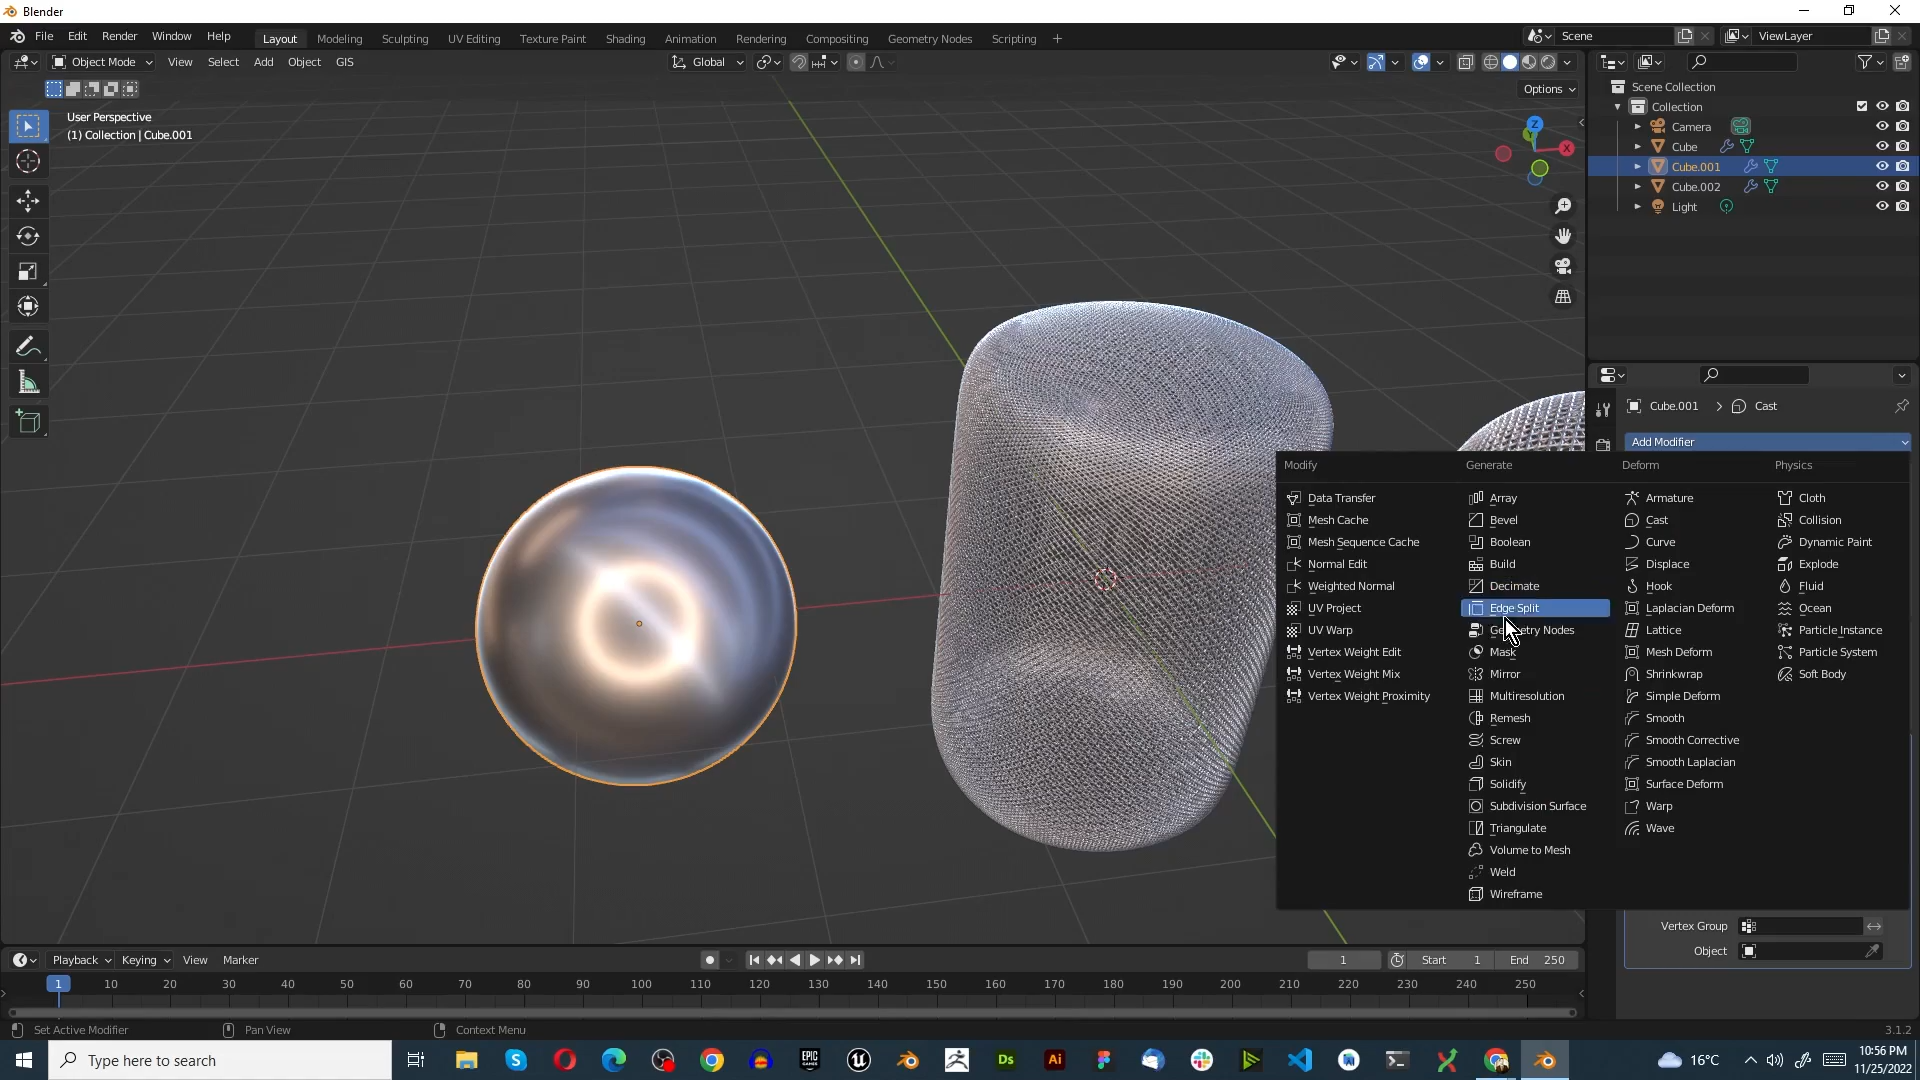 Blender
File Edit Render Window Help
Layout Modeling Sculpting UV Editing Texture Paint Shading Animation Rendering Compositing Geometry Nodes Scripting +
Scene
ViewLayer
Object Mode View Select Add Object GIS
Global
Options
User Perspective
(1) Collection | Cube.001
Z
Y
X
Scene Collection
Collection
Camera
Cube
Cube.001
Cube.002
Light
Cube.001 > Cast
Add Modifier
Modify
Data Transfer
Mesh Cache
Mesh Sequence Cache
Normal Edit
Weighted Normal
UV Project
UV Warp
Vertex Weight Edit
Vertex Weight Mix
Vertex Weight Proximity
Generate
Array
Bevel
Boolean
Build
Decimate
Edge Split
Geometry Nodes
Mask
Mirror
Multiresolution
Remesh
Screw
Skin
Solidify
Subdivision Surface
Triangulate
Volume to Mesh
Weld
Wireframe
Deform
Armature
Cast
Curve
Displace
Hook
Laplacian Deform
Lattice
Mesh Deform
Shrinkwrap
Simple Deform
Smooth
Smooth Corrective
Smooth Laplacian
Surface Deform
Warp
Wave
Physics
Cloth
Collision
Dynamic Paint
Explode
Fluid
Ocean
Particle Instance
Particle System
Soft Body
Vertex Group
Object
Playback Keying View Marker
1 Start 1 End 250
1 10 20 30 40 50 60 70 80 90 100 110 120 130 140 150 160 170 180 190 200 210 220 230 240 250
Set Active Modifier Pan View Context Menu
3.1.2
Type here to search
EPIC GAMES
Ds
Ai
16°C
10:56 PM
11/25/2022